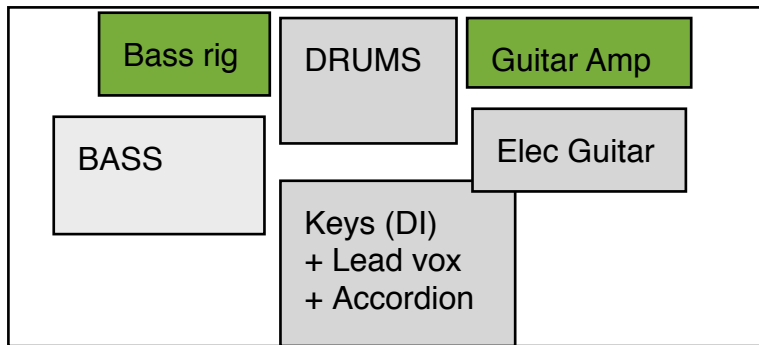 Bass rig
DRUMS
Guitar Amp
BASS
Elec Guitar
Keys (DI)
+ Lead vox
+ Accordion